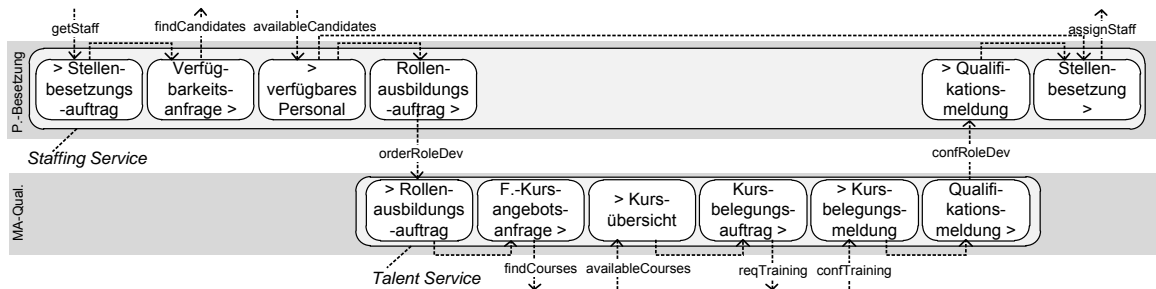 getStaff findCandidates availableCandidates assignStaff
P.-Besetzung
> Stellen-
besetzungs
-auftrag
Verfüg-
barkeits-
anfrage >
>
verfügbares
Personal
Rollen-
ausbildungs
-auftrag >
> Qualifi-
kations-
meldung
Stellen-
besetzung
>
Staffing Service
orderRoleDev
confRoleDev
MA-Qual.
> Rollen-
ausbildungs
-auftrag
F.-Kurs-
angebots-
anfrage >
> Kurs-
übersicht
Kurs-
belegungs-
auftrag >
> Kurs-
belegungs-
meldung
Qualifi-
kations-
meldung >
Talent Service
findCourses availableCourses reqTraining confTraining